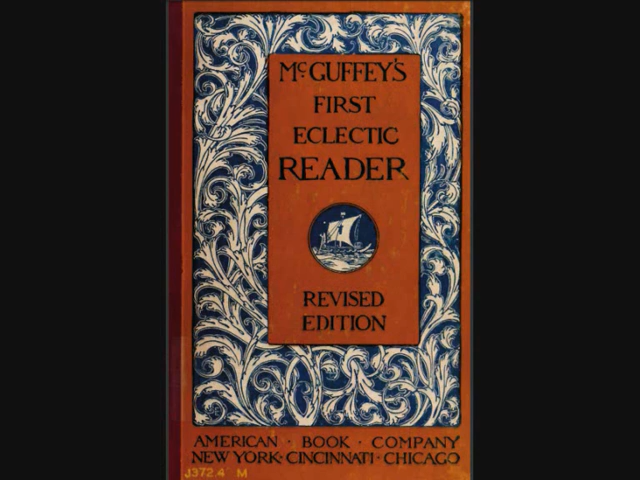 McGUFFEY'S
FIRST
ECLECTIC
READER
REVISED
EDITION
AMERICAN · BOOK · COMPANY
NEW YORK · CINCINNATI · CHICAGO
J372.4 M